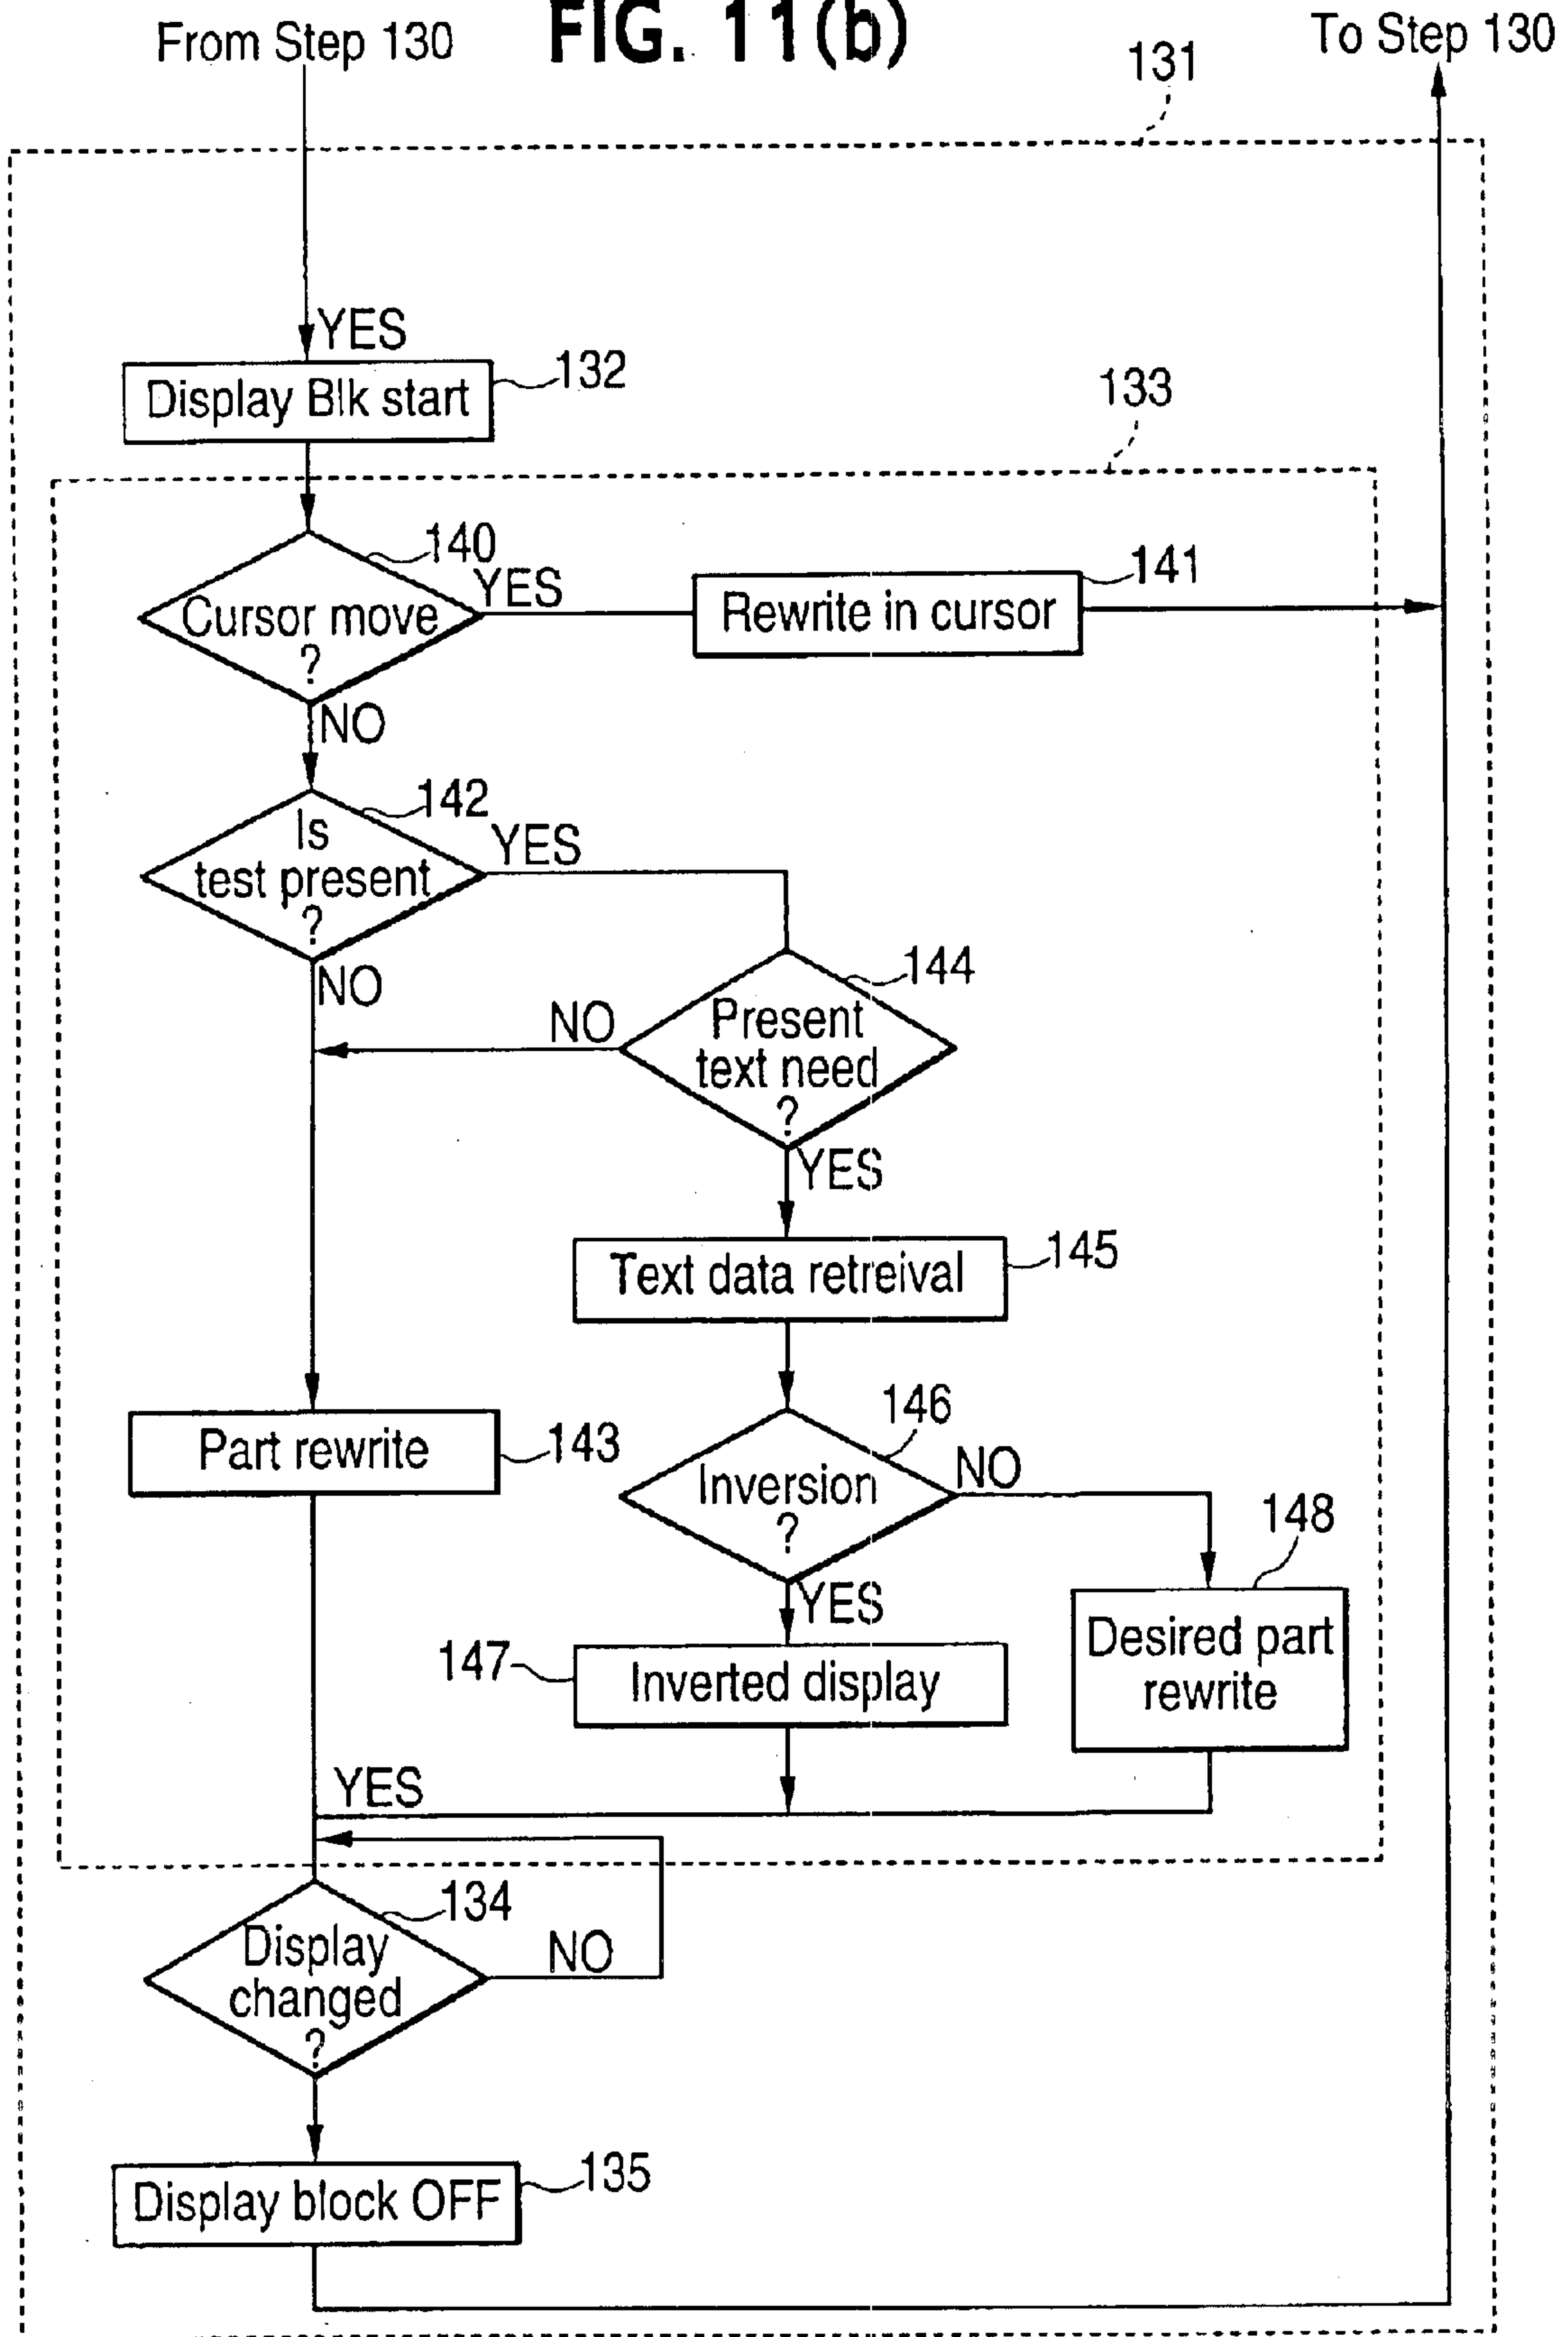 FIG. 11(b)
From Step 130
To Step 130
131
YES
Display Blk start
132
133
140
Cursor move
?
YES
Rewrite in cursor
141
NO
142
Is
test present
?
YES
NO
144
Present
text need
?
NO
YES
Text data retreival
145
Part rewrite
143
146
Inversion
?
NO
148
YES
Desired part
rewrite
147
Inverted display
YES
134
Display
changed
?
NO
Display block OFF
135